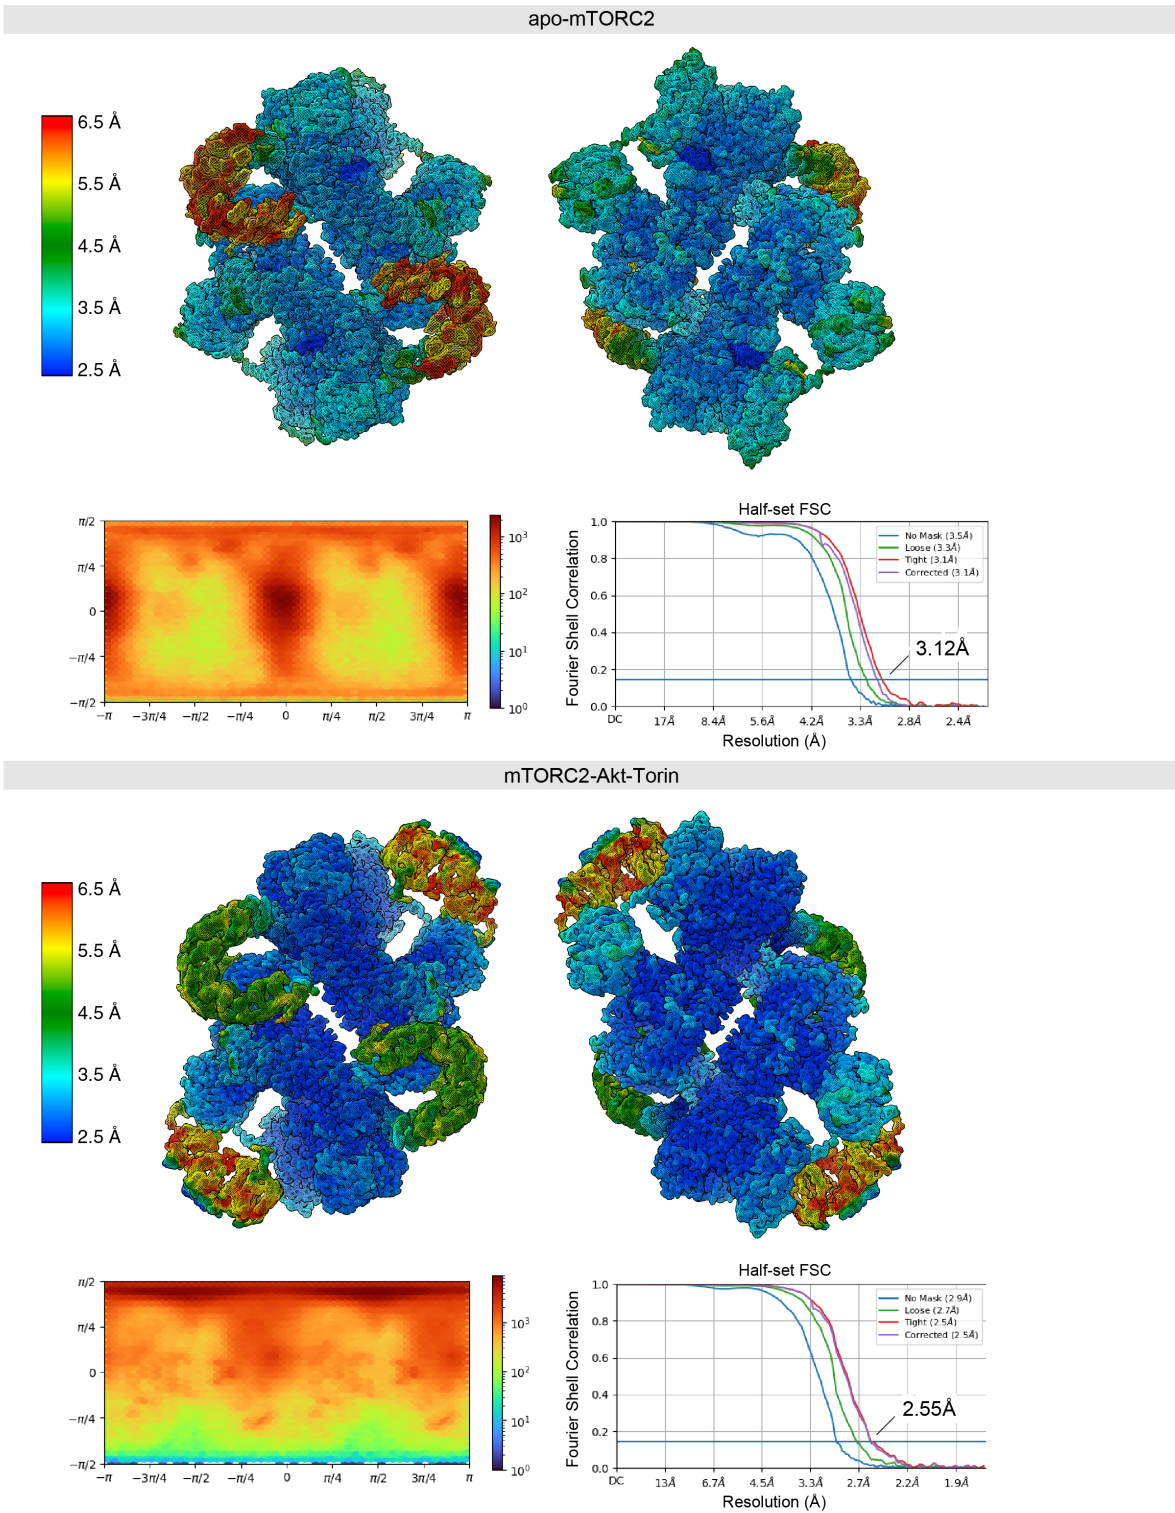 apo-mTORC2
6.5 Å
5.5 Å
4.5 Å
3.5 Å
2.5 Å
π/2
π/4
0
−π/4
−π/2
−π
−3π/4
−π/2
−π/4
0
π/4
π/2
3π/4
π
10³
10²
10¹
10⁰
Half-set FSC
Fourier Shell Correlation
1.0
0.8
0.6
0.4
0.2
0.0
No Mask (3.5Å)
Loose (3.3Å)
Tight (3.1Å)
Corrected (3.1Å)
3.12Å
DC
17Å
8.4Å
5.6Å
4.2Å
3.3Å
2.8Å
2.4Å
Resolution (Å)
mTORC2-Akt-Torin
6.5 Å
5.5 Å
4.5 Å
3.5 Å
2.5 Å
π/2
π/4
0
−π/4
−π/2
−π
−3π/4
−π/2
−π/4
0
π/4
π/2
3π/4
π
10³
10²
10¹
10⁰
Half-set FSC
Fourier Shell Correlation
1.0
0.8
0.6
0.4
0.2
0.0
No Mask (2.9Å)
Loose (2.7Å)
Tight (2.5Å)
Corrected (2.5Å)
2.55Å
DC
13Å
6.7Å
4.5Å
3.3Å
2.7Å
2.2Å
1.9Å
Resolution (Å)